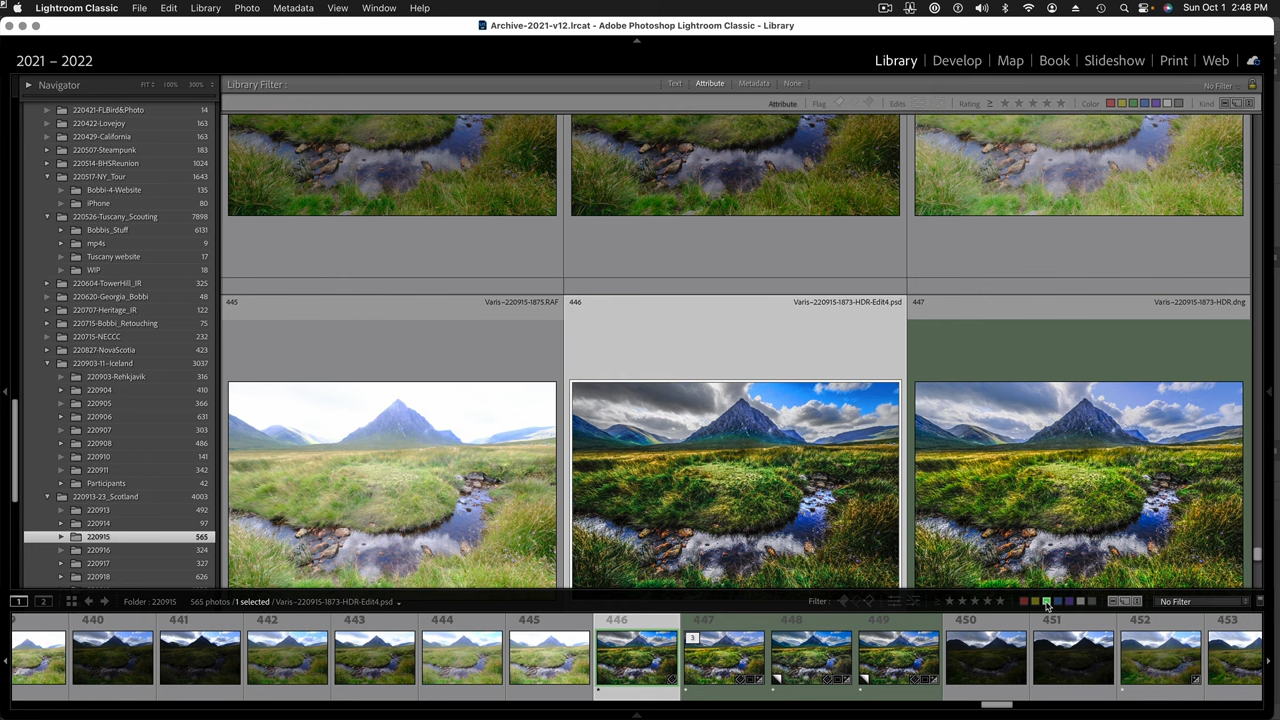 Lightroom Classic File Edit Library Photo Metadata View Window Help Sun Oct 1 2:48 PM
Archive-2021-v12.lrcat - Adobe Photoshop Lightroom Classic - Library
2021 – 2022 Library | Develop | Map | Book | Slideshow | Print | Web
Navigator FIT 100% 300% Library Filter : Text Attribute Metadata None No Filter
Attribute Flag Edits Rating ≥ Color Kind
220421-FLBird&Photo 14
220422-Lovejoy 163
220429-California 163
220507-Steampunk 183
220514-BHSReunion 1024
220517-NY_Tour 1643
Bobbi-4-Website 135
iPhone 80
220526-Tuscany_Scouting 7898
Bobbis_Stuff 6131
mp4s 9
Tuscany website 17
WIP 18
220604-TowerHill_IR 325
220620-Georgia_Bobbi 48
220707-Heritage_IR 122
220715-Bobbi_Retouching 75
220715-NECCC 232
220827-NovaScotia 423
220903-11–Iceland 3037
220903-Rehkjavik 316
220904 410
220905 366
220906 631
220907 303
220908 486
220910 141
220911 342
Participants 42
220913-23_Scotland 4003
220913 492
220914 97
220915 565
220916 324
220917 327
220918 626
445 Varis~220915-1875.RAF
446 Varis~220915-1873-HDR-Edit4.psd
447 Varis~220915-1873-HDR.dng
1 2 Folder : 220915 565 photos / 1 selected / Varis~220915-1873-HDR-Edit4.psd Filter : ≥ No Filter
440 441 442 443 444 445 446 447 448 449 450 451 452 453
3